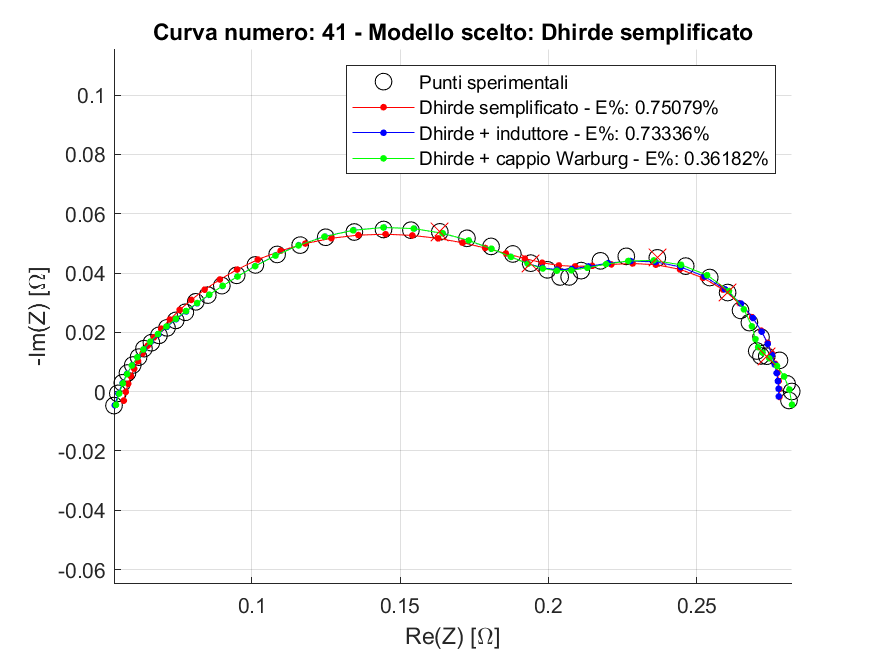 Curva numero: 41 - Modello scelto: Dhirde semplificato
Punti sperimentali
Dhirde semplificato - E%: 0.75079%
Dhirde + induttore - E%: 0.73336%
Dhirde + cappio Warburg - E%: 0.36182%
0.1
0.08
0.06
0.04
0.02
0
-0.02
-0.04
-0.06
-Im(Z) [Ω]
0.1 0.15 0.2 0.25
Re(Z) [Ω]